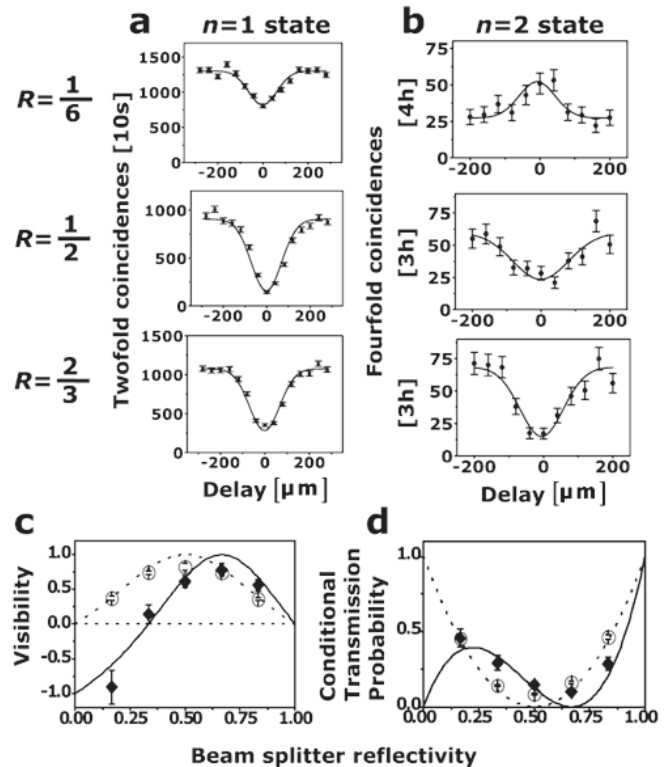 a n=1 state
b n=2 state
R= 1/6
Twofold coincidences [10s]
1500
1000
500
0
-200 0 200
Fourfold coincidences
[4h]
75
50
25
0
-200 0 200
R= 1/2
1000
500
0
-200 0 200
[3h]
75
50
25
0
-200 0 200
R= 2/3
1500
1000
500
0
-200 0 200
[3h]
75
50
25
0
-200 0 200
Delay [µm]
Delay [µm]
c
Visibility
1.0
0.5
0.0
-0.5
-1.0
0.00 0.25 0.50 0.75 1.00
d
Conditional
Transmission
Probability
1.0
0.5
0.0
0.00 0.25 0.50 0.75 1.00
Beam splitter reflectivity